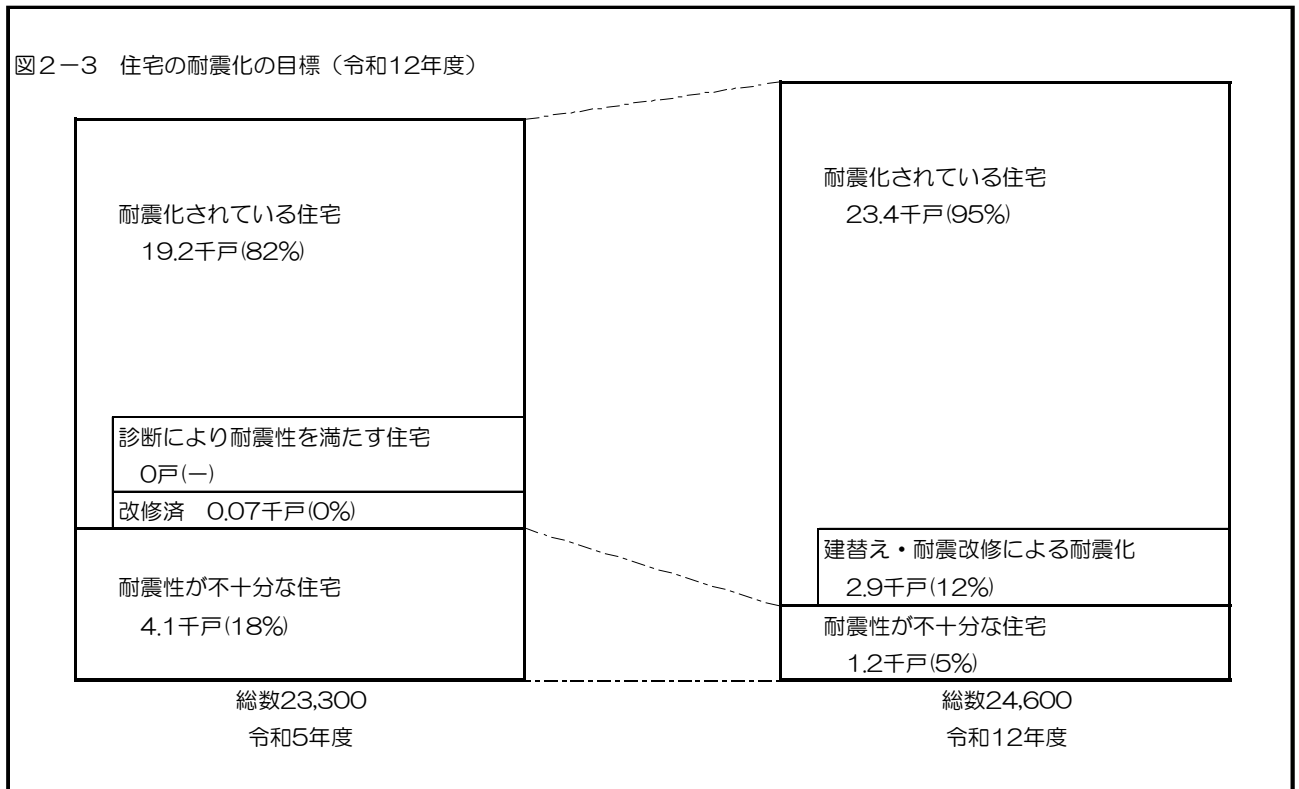 図２－３　住宅の耐震化の目標（令和12年度）
耐震化されている住宅
19.2千戸(82%)
診断により耐震性を満たす住宅
0戸(－)
改修済　0.07千戸(0%)
耐震性が不十分な住宅
4.1千戸(18%)
総数23,300
令和5年度
耐震化されている住宅
23.4千戸(95%)
建替え・耐震改修による耐震化
2.9千戸(12%)
耐震性が不十分な住宅
1.2千戸(5%)
総数24,600
令和12年度